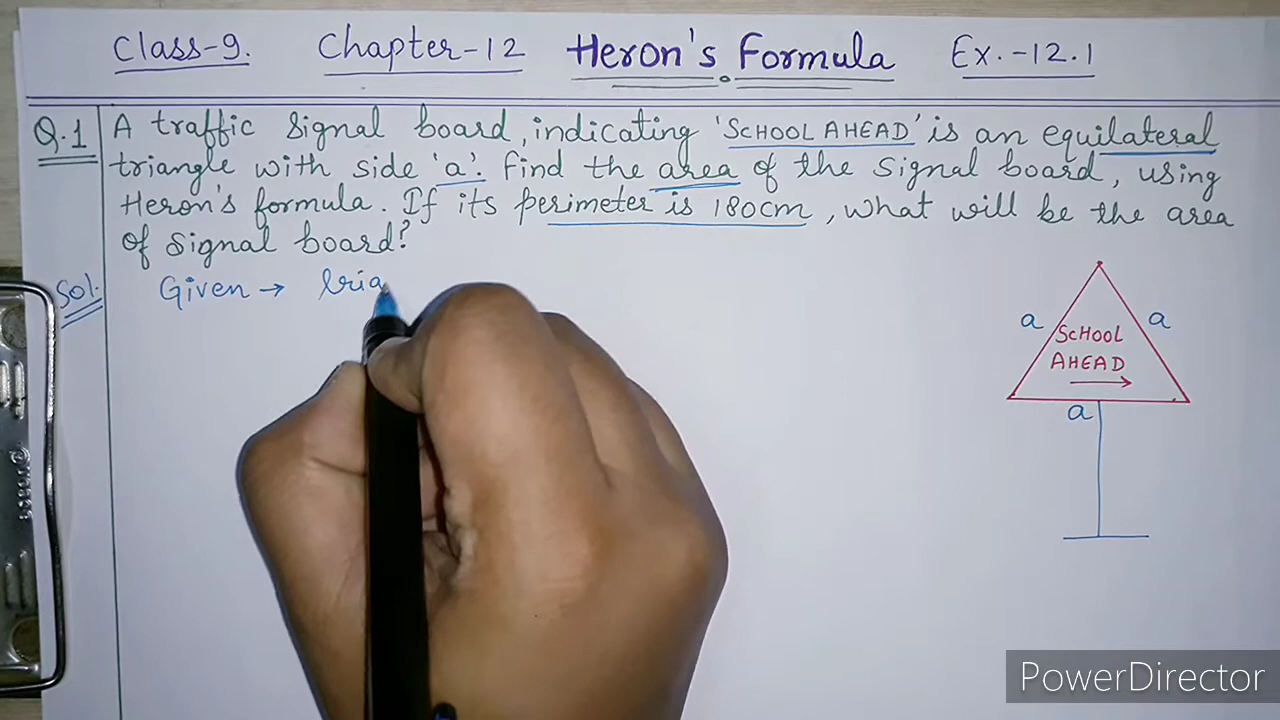 Class-9. Chapter-12 Heron's Formula Ex.-12.1
Q.1 A traffic signal board, indicating 'SCHOOL AHEAD' is an equilateral
triangle with side 'a'. Find the area of the signal board, using
Heron's formula. If its perimeter is 180cm, what will be the area
of signal board?
Sol. Given → tria
a a
SCHOOL
AHEAD
a
PowerDirector